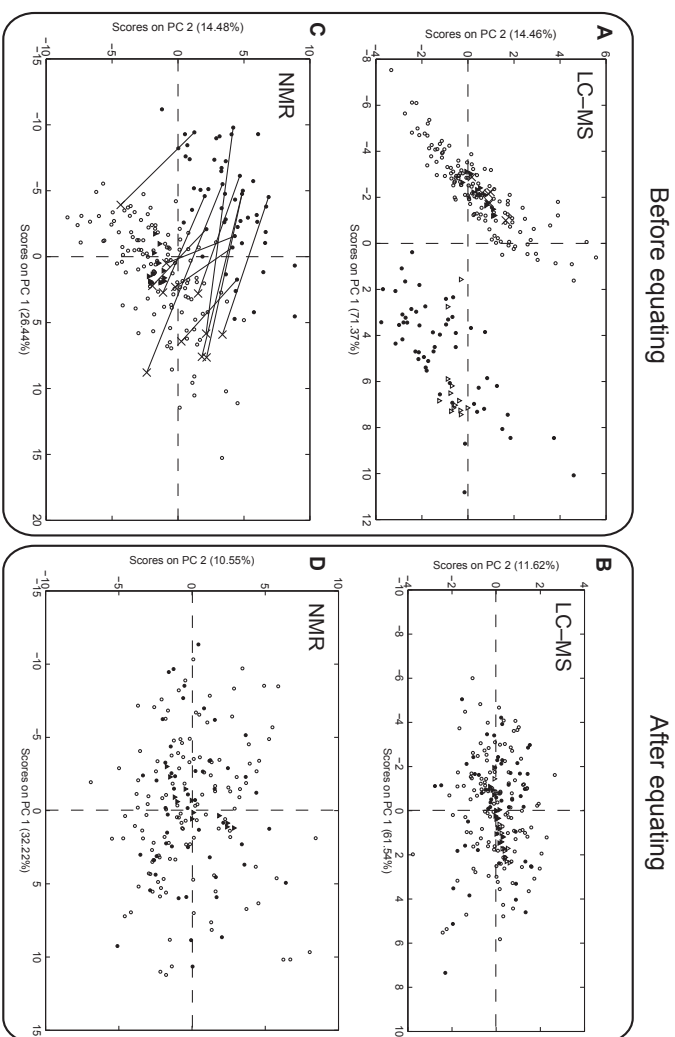 Before equating
A
LC–MS
Scores on PC 2 (14.46%)
6
4
2
0
−2
−4
−8 −6 −4 −2 0 2 4 6 8 10 12
Scores on PC 1 (71.37%)
C
NMR
Scores on PC 2 (14.48%)
10
5
0
−5
−10
−15 −10 −5 0 5 10 15 20
Scores on PC 1 (26.44%)
After equating
B
LC–MS
Scores on PC 2 (11.62%)
4
2
0
−2
−4
−10 −8 −6 −4 −2 0 2 4 6 8 10
Scores on PC 1 (61.54%)
D
NMR
Scores on PC 2 (10.55%)
10
5
0
−5
−10
−15 −10 −5 0 5 10 15
Scores on PC 1 (32.22%)